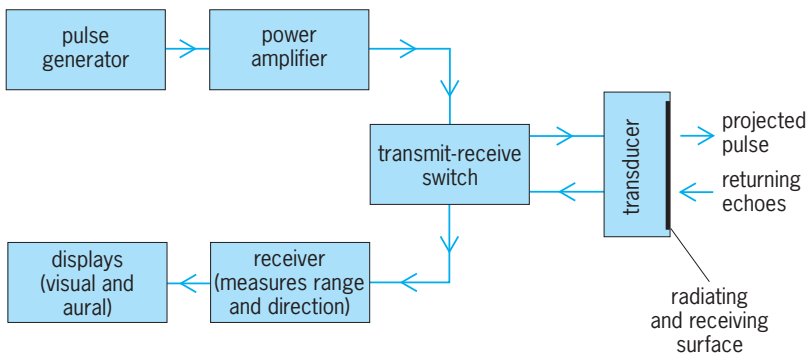 pulse
generator
power
amplifier
transmit-receive
switch
transducer
projected
pulse
returning
echoes
displays
(visual and
aural)
receiver
(measures range
and direction)
radiating
and receiving
surface